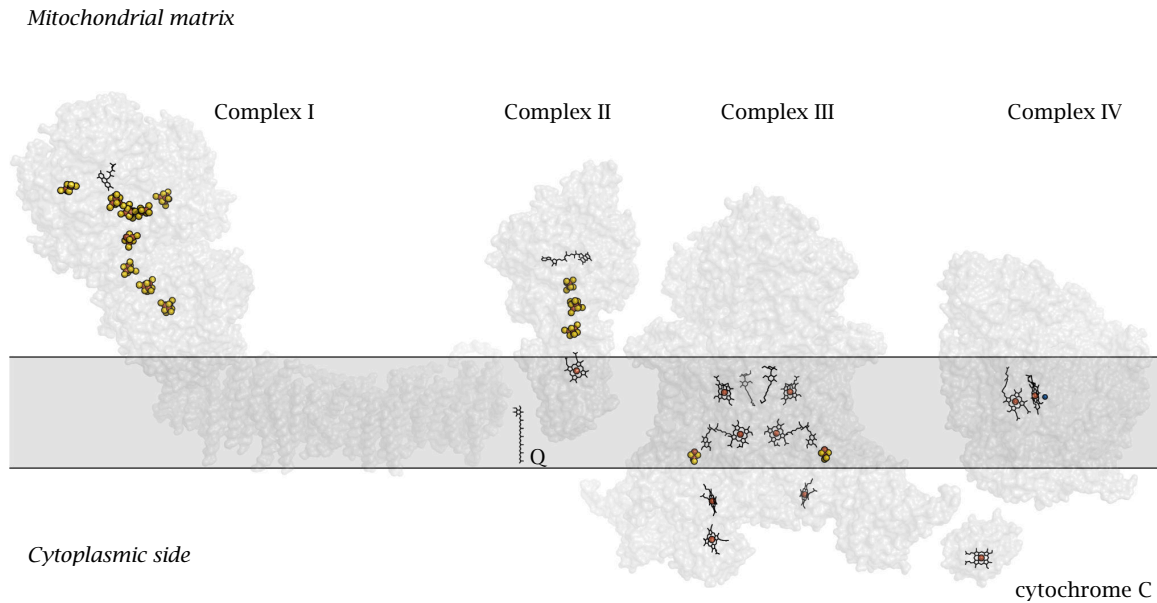 Mitochondrial matrix
Complex I
Complex II
Complex III
Complex IV
Q
Cytoplasmic side
cytochrome C